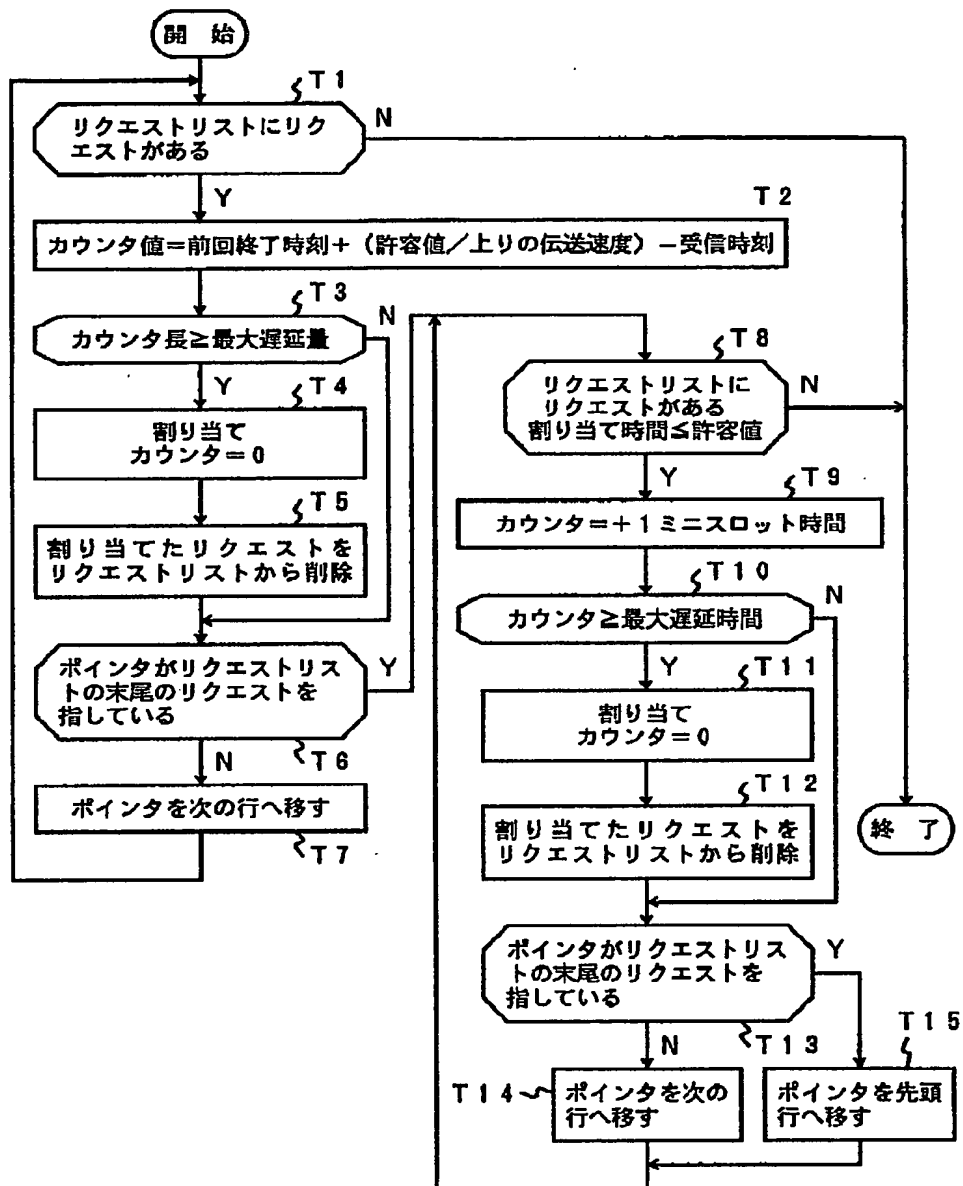 開 始
T1
リクエストリストにリク
エストがある
N
Y
T2
カウンタ値＝前回終了時刻＋（許容値／上りの伝送速度）－受信時刻
T3
カウンタ長≧最大遅延量
N
Y
T4
割り当て
カウンタ＝0
T5
割り当てたリクエストを
リクエストリストから削除
ポインタがリクエストリス
トの末尾のリクエストを
指している
Y
T6
N
ポインタを次の行へ移す
T7
T8
リクエストリストに
リクエストがある
割り当て時間≦許容値
N
Y
T9
カウンタ＝＋1ミニスロット時間
T10
カウンタ≧最大遅延時間
N
Y
T11
割り当て
カウンタ＝0
T12
割り当てたリクエストを
リクエストリストから削除
終 了
ポインタがリクエストリス
トの末尾のリクエストを
指している
Y
T13
N
T14
ポインタを次の
行へ移す
T15
ポインタを先頭
行へ移す